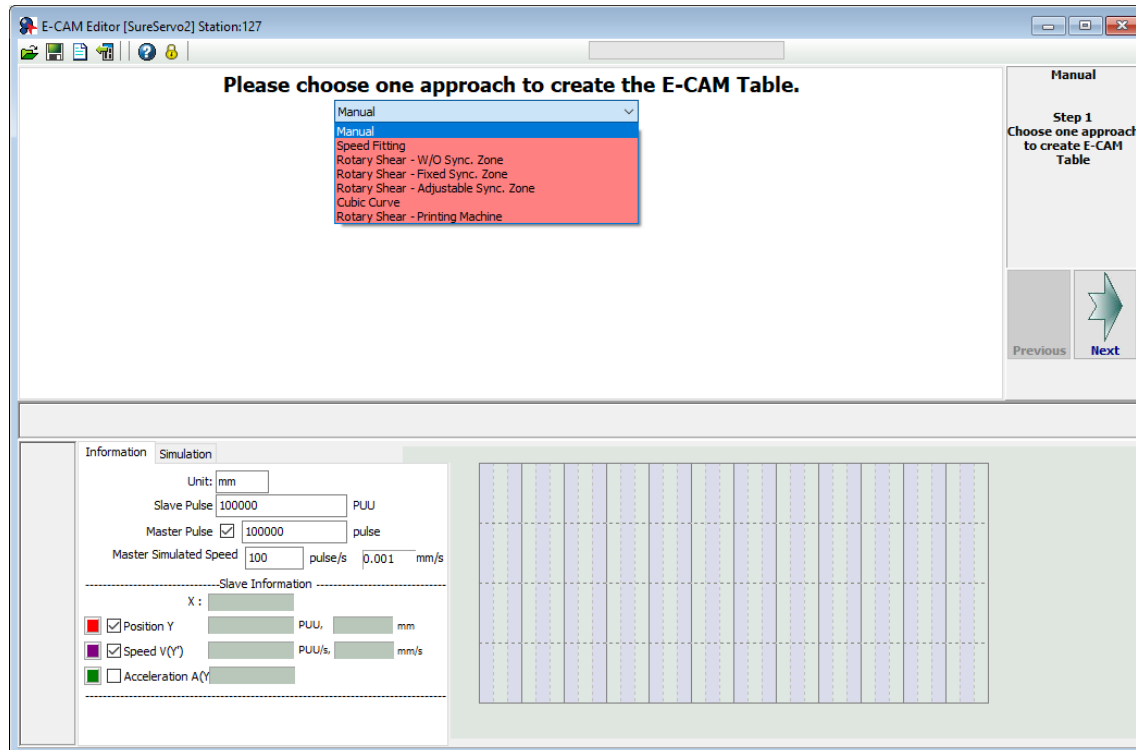 E-CAM Editor [SureServo2] Station:127
Please choose one approach to create the E-CAM Table.
Manual
Manual
Speed Fitting
Rotary Shear - W/O Sync. Zone
Rotary Shear - Fixed Sync. Zone
Rotary Shear - Adjustable Sync. Zone
Cubic Curve
Rotary Shear - Printing Machine
Manual
Step 1
Choose one approach
to create E-CAM
Table
Previous Next
Information Simulation
Unit: mm
Slave Pulse 100000 PUU
Master Pulse 100000 pulse
Master Simulated Speed 100 pulse/s 0.001 mm/s
Slave Information
X :
Position Y PUU, mm
Speed V(Y') PUU/s, mm/s
Acceleration A(Y